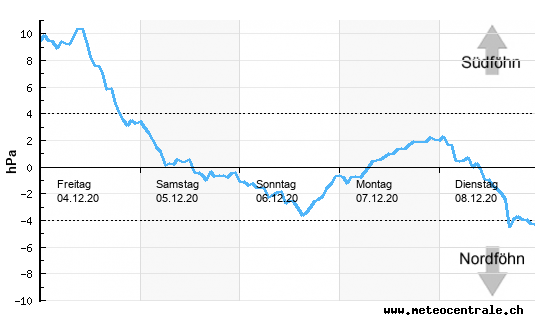 10
8
6
4
2
0
-2
-4
-6
-8
-10
hPa
Südföhn
Freitag
04.12.20
Samstag
05.12.20
Sonntag
06.12.20
Montag
07.12.20
Dienstag
08.12.20
Nordföhn
www.meteocentrale.ch